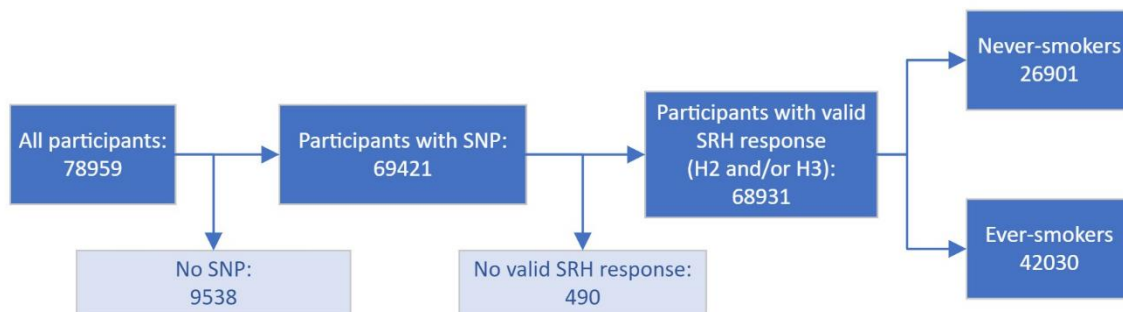 All participants:
78959
No SNP:
9538
Participants with SNP:
69421
No valid SRH response:
490
Participants with valid
SRH response
(H2 and/or H3):
68931
Never-smokers
26901
Ever-smokers
42030